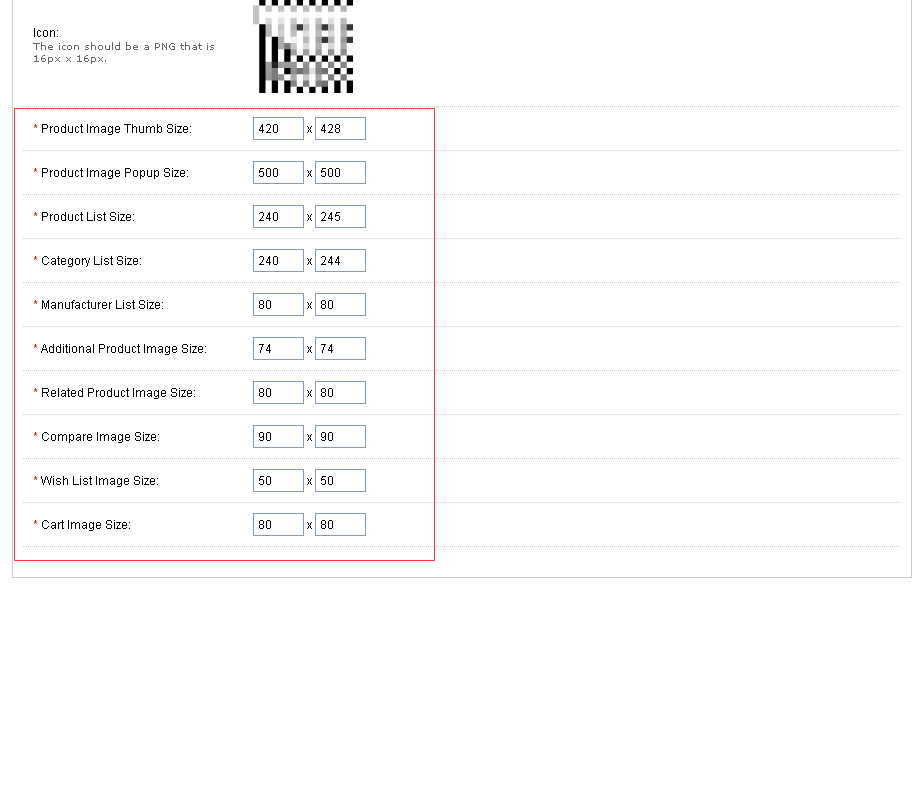 Icon:
The icon should be a PNG that is
16px x 16px.
* Product Image Thumb Size: 420 x 428
* Product Image Popup Size: 500 x 500
* Product List Size: 240 x 245
* Category List Size: 240 x 244
* Manufacturer List Size: 80 x 80
* Additional Product Image Size: 74 x 74
* Related Product Image Size: 80 x 80
* Compare Image Size: 90 x 90
* Wish List Image Size: 50 x 50
* Cart Image Size: 80 x 80